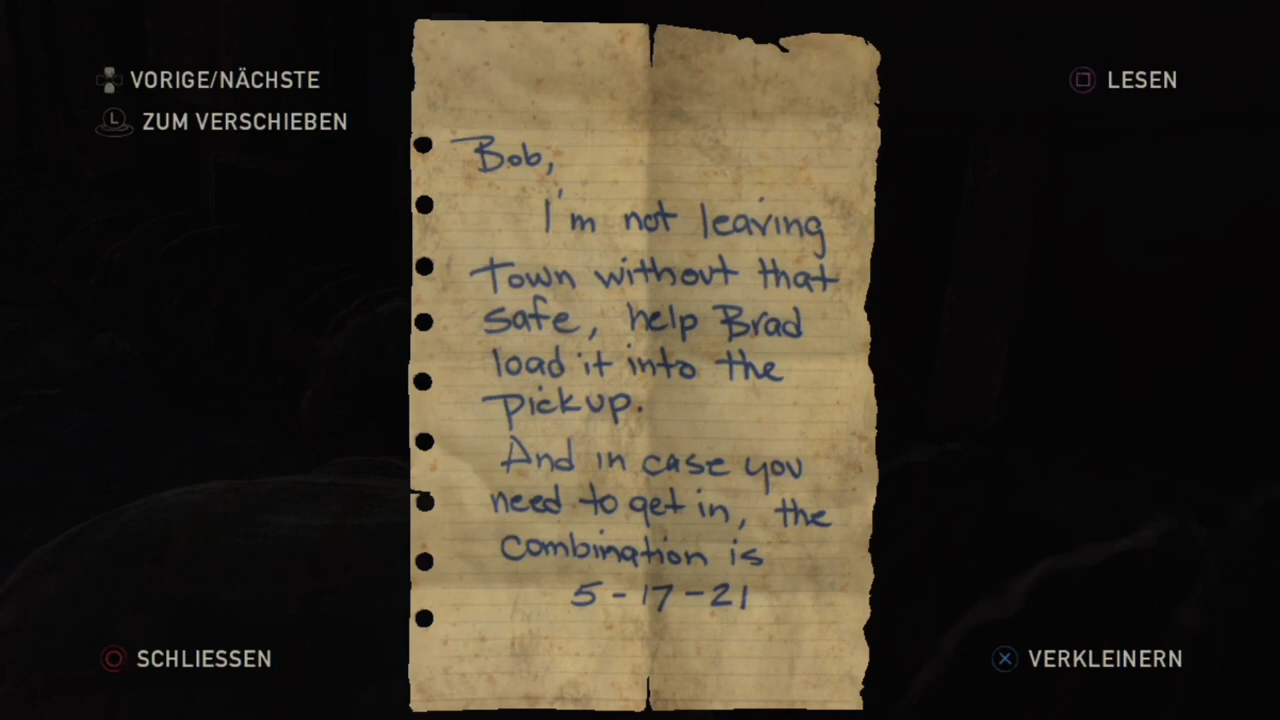 VORIGE/NÄCHSTE
L ZUM VERSCHIEBEN
LESEN
Bob,
I'm not leaving
Town without that
safe, help Brad
load it into the
pickup.
And in case you
need to get in, the
combination is
5-17-21
SCHLIESSEN
VERKLEINERN